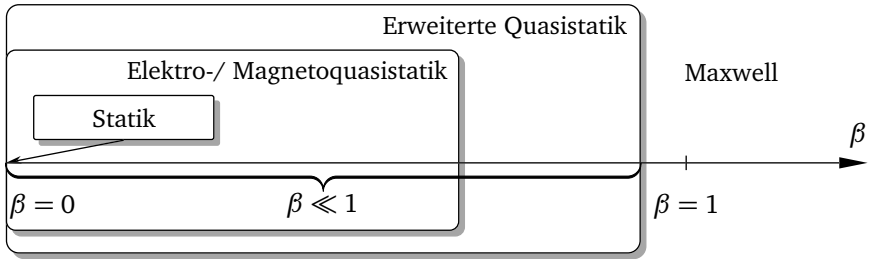 Erweiterte Quasistatik
Elektro-/ Magnetoquasistatik
Maxwell
Statik
β
β = 0
β ≪ 1
β = 1